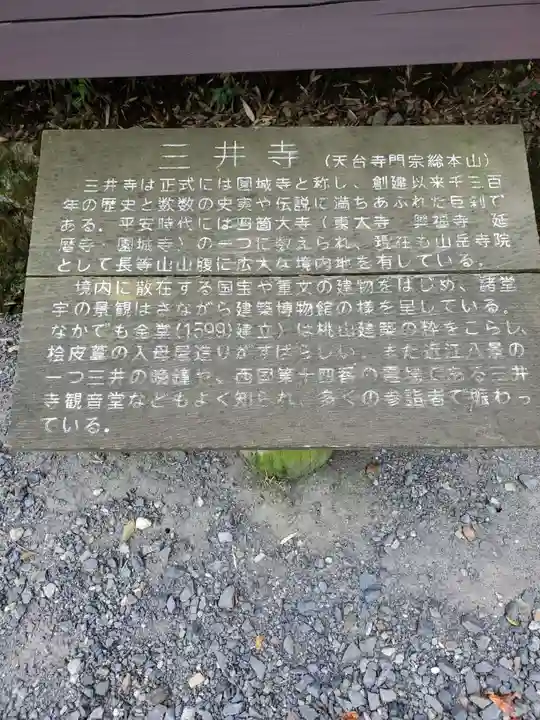 三井寺（天台寺門宗総本山）
三井寺は正式には園城寺と称し、創建以来千三百
年の歴史と数数の史実や伝説に満ちあふれた巨刹で
ある．平安時代には四箇大寺（東大寺 興福寺 延
暦寺 園城寺）の一つに数えられ、現在も山岳寺院
として長等山山腹に広大な境内地を有している．
境内に散在する国宝や重文の建物をはじめ、諸堂
宇の景観はさながら建築博物館の様を呈している．
なかでも金堂(1599)建立）は桃山建築の粋をこらし、
桧皮葺の入母屋造りがすばらしい．また近江八景の
一つ三井の晩鐘や、西国第十四番の霊場である三井
寺観音堂などもよく知られ、多くの参詣者で賑わっ
ている．